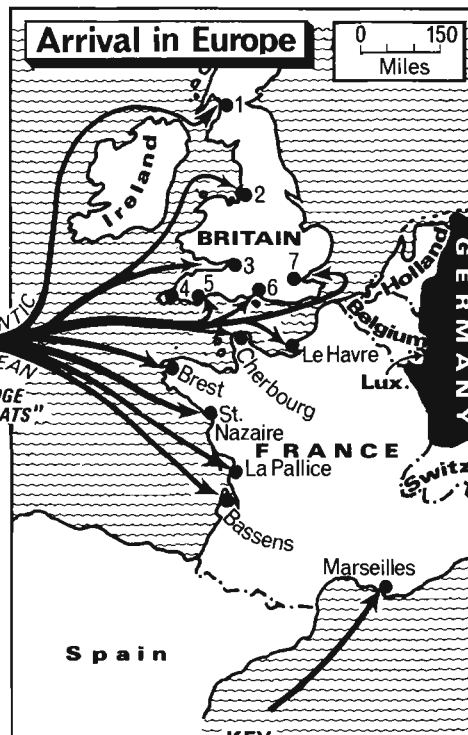 Arrival in Europe
0 150
Miles
1
Ireland
2
BRITAIN
3
7
4
5
6
Holland
GERMANY
Belgium
Le Havre
Cherbourg
Lux.
Brest
St.
Nazaire
FRANCE
La Pallice
Bassens
Marseilles
Spain